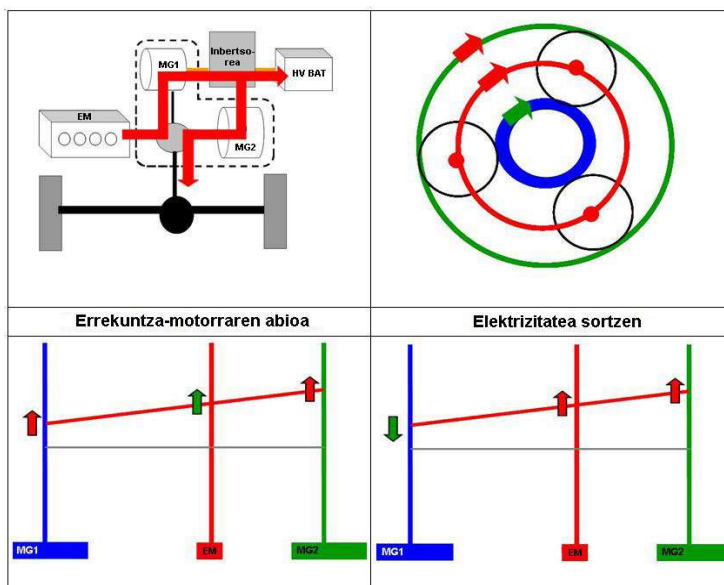 MG1
Inbertso-
rea
HV BAT
EM
MG2
Errekuntza-motorraren abioa
Elektrizitatea sortzen
MG1
EM
MG2
MG1
EM
MG2